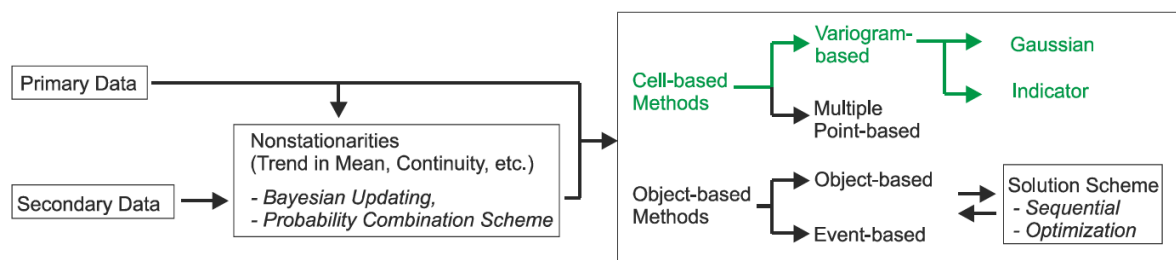 Primary Data
Secondary Data
Nonstationarities
(Trend in Mean, Continuity, etc.)
- Bayesian Updating,
- Probability Combination Scheme
Cell-based
Methods
Variogram-
based
Gaussian
Indicator
Multiple
Point-based
Object-based
Methods
Object-based
Event-based
Solution Scheme
- Sequential
- Optimization